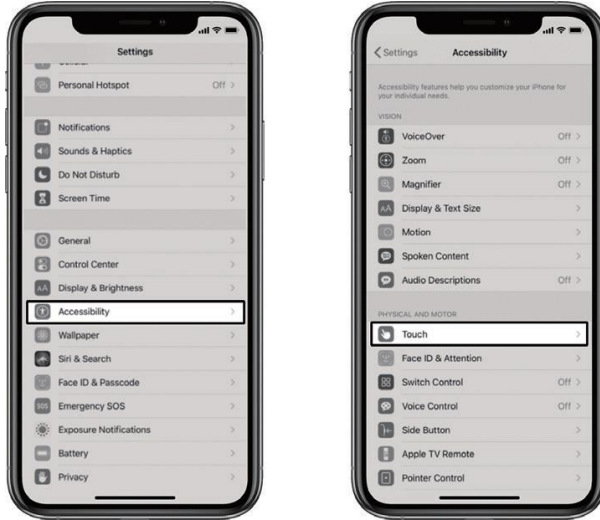 Settings
Personal Hotspot Off
Notifications
Sounds & Haptics
Do Not Disturb
Screen Time
General
Control Center
AA Display & Brightness
Accessibility
Wallpaper
Siri & Search
Face ID & Passcode
SOS Emergency SOS
Exposure Notifications
Battery
Privacy
Settings Accessibility
Accessibility features help you customize your iPhone for
your individual needs.
VISION
VoiceOver Off
Zoom Off
Magnifier Off
AA Display & Text Size
Motion
Spoken Content
Audio Descriptions Off
PHYSICAL AND MOTOR
Touch
Face ID & Attention
Switch Control Off
Voice Control Off
Side Button
Apple TV Remote
Pointer Control